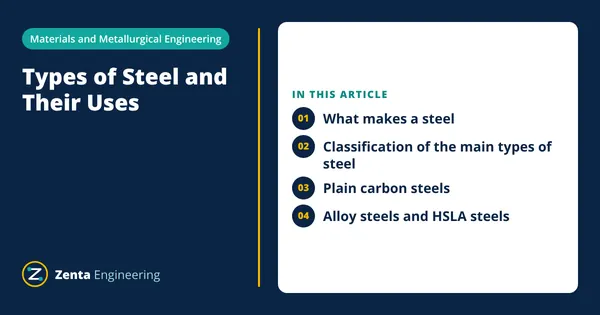 Materials and Metallurgical Engineering
Types of Steel and
Their Uses
Zenta Engineering
IN THIS ARTICLE
01 What makes a steel
02 Classification of the main types of
steel
03 Plain carbon steels
04 Alloy steels and HSLA steels